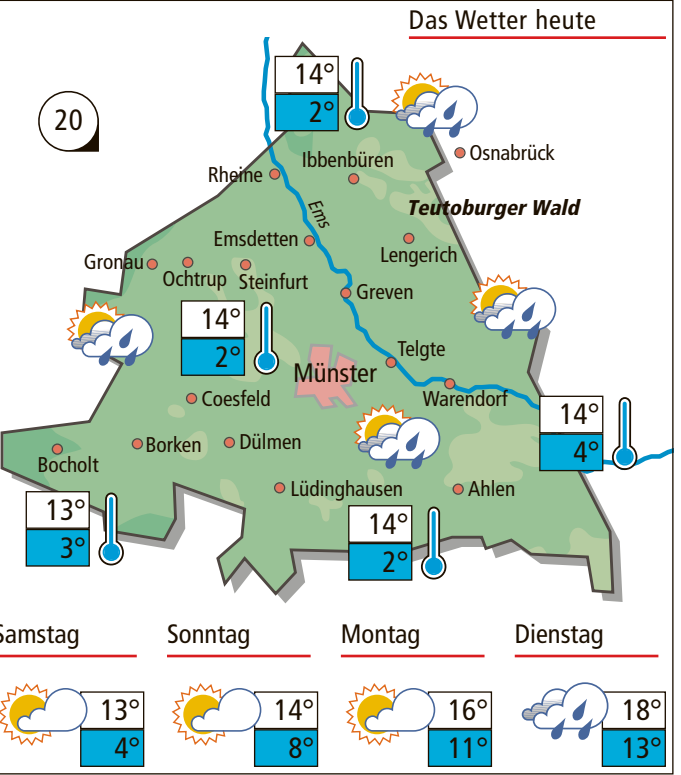 Das Wetter heute
14°
2°
20
Osnabrück
Ibbenbüren
Rheine
Teutoburger Wald
Ems
Emsdetten
Lengerich
Gronau
Ochtrup
Steinfurt
Greven
14°
2°
Telgte
Münster
Coesfeld
Warendorf
14°
4°
Borken
Dülmen
Bocholt
Lüdinghausen
Ahlen
13°
3°
14°
2°
Samstag
Sonntag
Montag
Dienstag
13°
14°
16°
18°
4°
8°
11°
13°